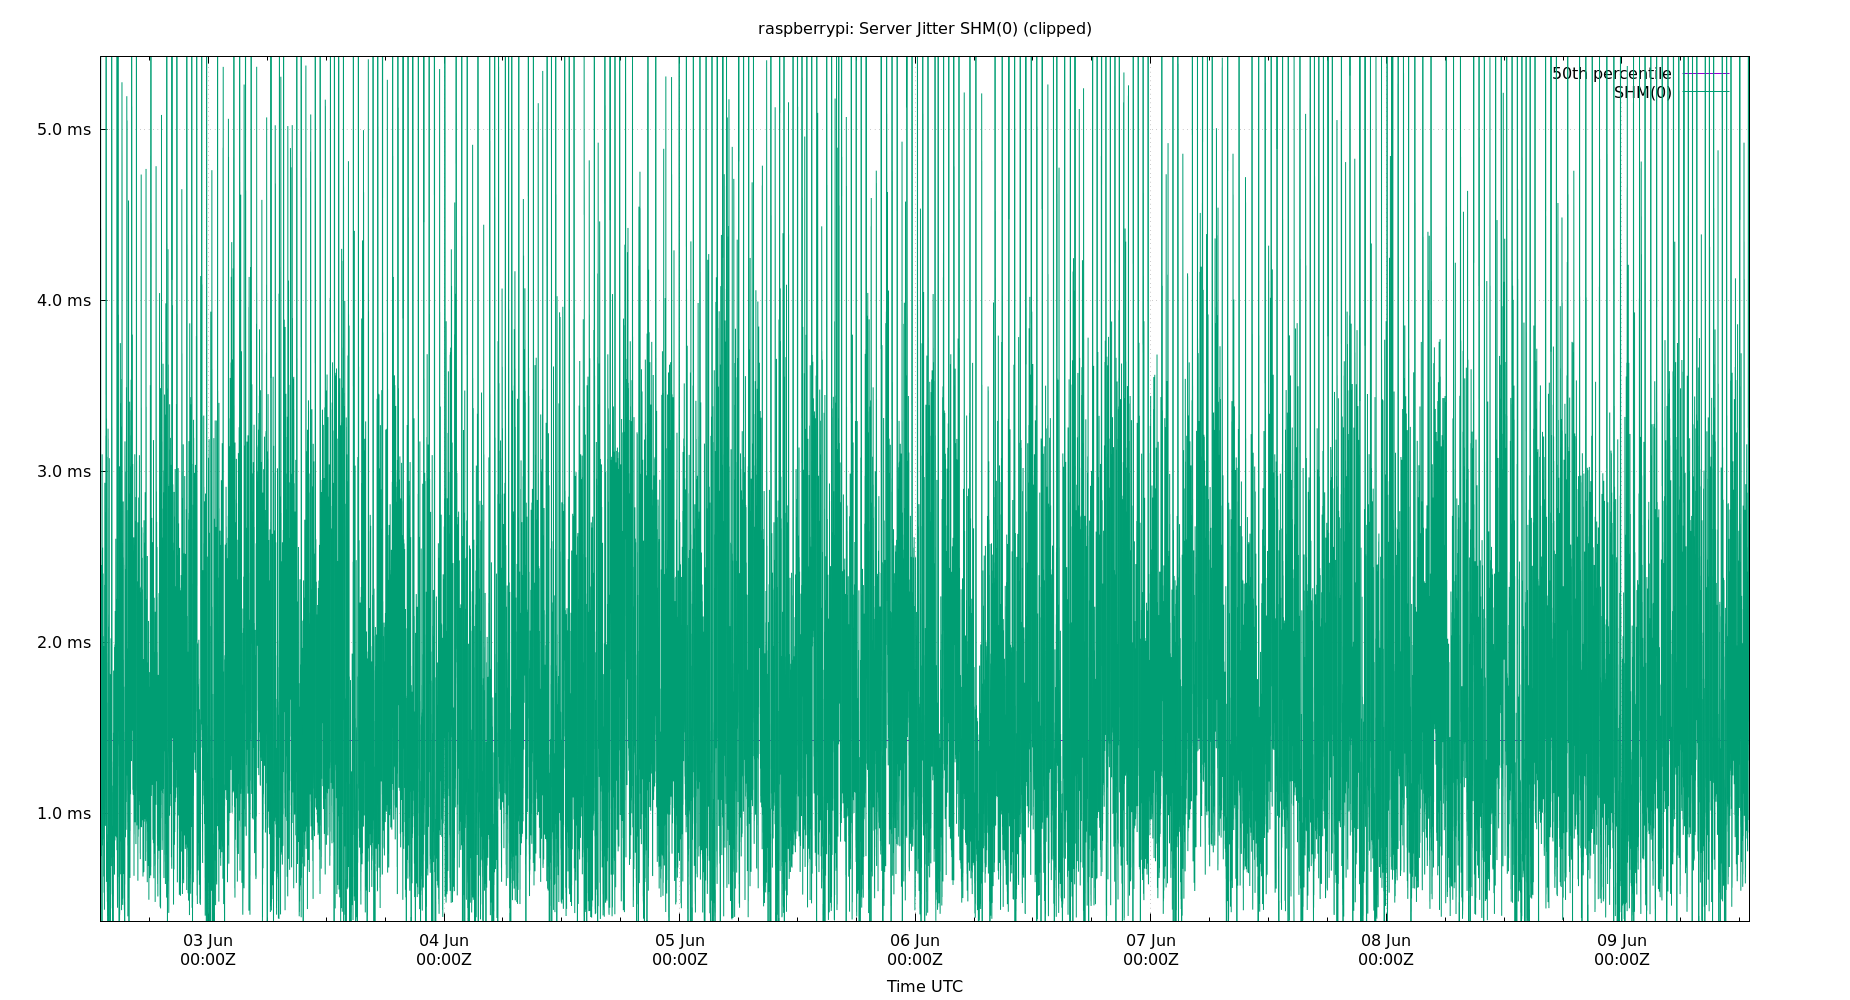 raspberrypi: Server Jitter SHM(0) (clipped)
50th percentile
SHM(0)
5.0 ms
4.0 ms
3.0 ms
2.0 ms
1.0 ms
03 Jun 04 Jun 05 Jun 06 Jun 07 Jun 08 Jun 09 Jun
00:00Z 00:00Z 00:00Z 00:00Z 00:00Z 00:00Z 00:00Z
Time UTC